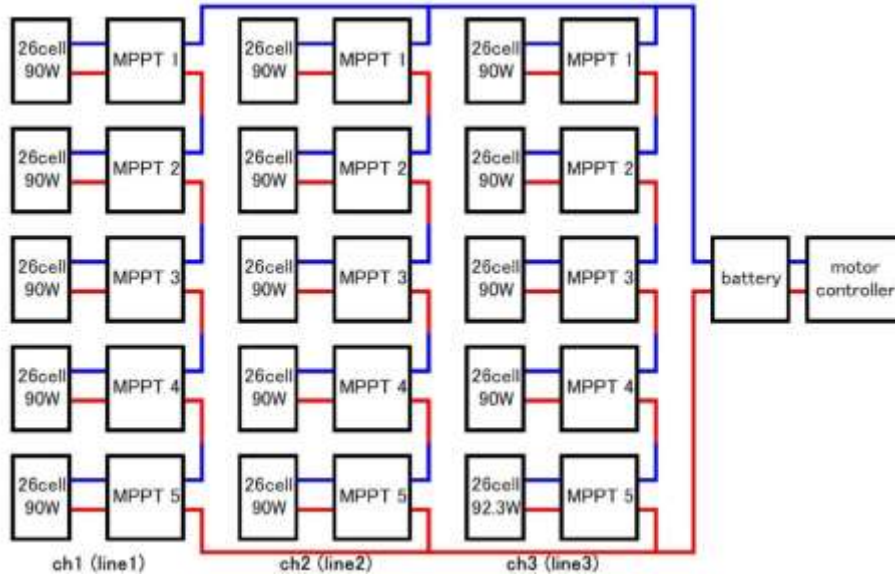 26cell
90W
MPPT 1
26cell
90W
MPPT 1
26cell
90W
MPPT 1
26cell
90W
MPPT 2
26cell
90W
MPPT 2
26cell
90W
MPPT 2
26cell
90W
MPPT 3
26cell
90W
MPPT 3
26cell
90W
MPPT 3
battery
motor
controller
26cell
90W
MPPT 4
26cell
90W
MPPT 4
26cell
90W
MPPT 4
26cell
90W
MPPT 5
26cell
90W
MPPT 5
26cell
92.3W
MPPT 5
ch1 (line1)
ch2 (line2)
ch3 (line3)